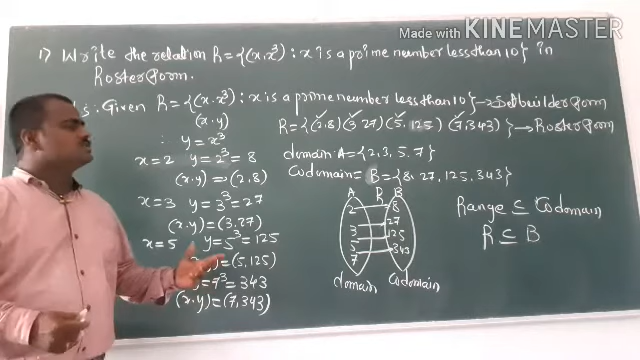 Made with KINEMASTER
1) Write the relation R = {(x, x³) : x is a prime number less than 10} in
Roster form.
s: Given R = {(x, x³) : x is a prime number less than 10} → Set builder form
(x, y)
R = {(2, 8) (3, 27) (5, 125) (7, 343)} → Roster form
∴ y = x³
x = 2 y = 2³ = 8
(x, y) = (2, 8)
domain: A = {2, 3, 5, 7}
Codomain = B = {8, 27, 125, 343}
x = 3 y = 3³ = 27
(x, y) = (3, 27)
x = 5 y = 5³ = 125
= (5, 125)
³ = 343
(x, y) = (7, 343)
A R B
2 8
27
3 125
5 343
7
domain Codomain
Range ⊆ Codomain
R ⊆ B